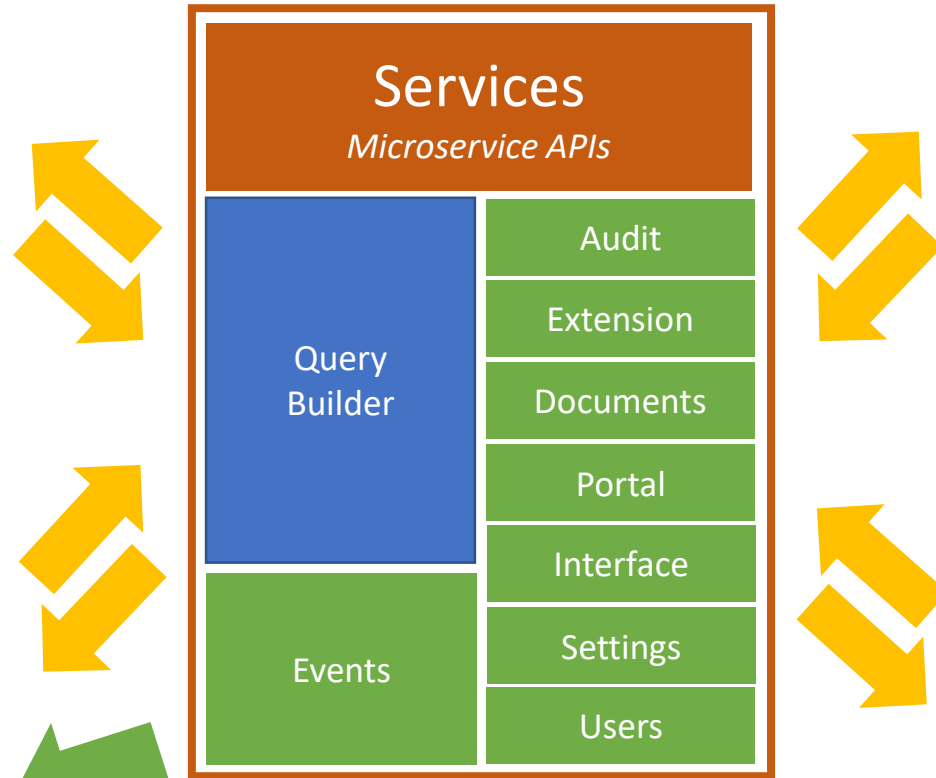 Services
Microservice APIs
Query
Builder
Events
Audit
Extension
Documents
Portal
Interface
Settings
Users